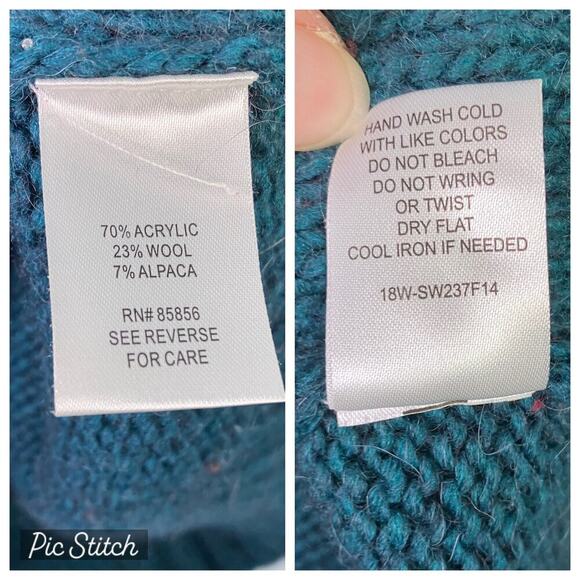 70% ACRYLIC
23% WOOL
7% ALPACA
RN# 85856
SEE REVERSE
FOR CARE
HAND WASH COLD
WITH LIKE COLORS
DO NOT BLEACH
DO NOT WRING
OR TWIST
DRY FLAT
COOL IRON IF NEEDED
18W-SW237F14
Pic Stitch